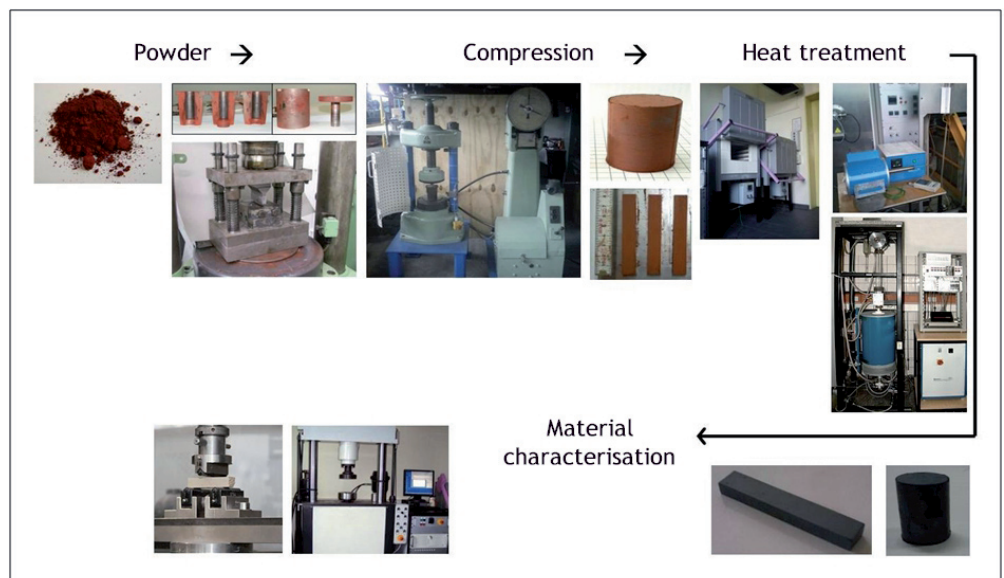 Powder →
Compression →
Heat treatment
Material
characterisation